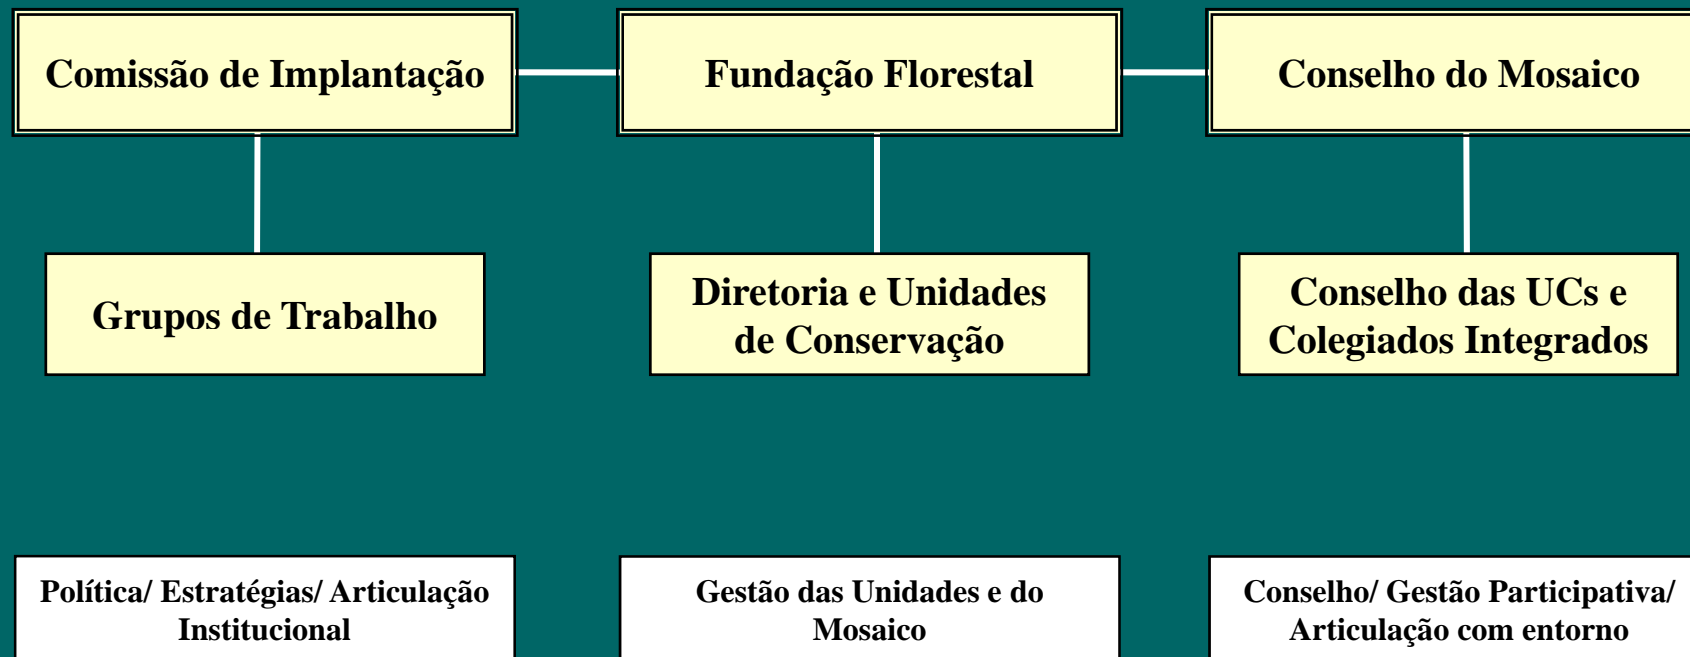 Comissão de Implantação
Fundação Florestal
Conselho do Mosaico
Grupos de Trabalho
Diretoria e Unidades
de Conservação
Conselho das UCs e
Colegiados Integrados
Política/ Estratégias/ Articulação
Institucional
Gestão das Unidades e do
Mosaico
Conselho/ Gestão Participativa/
Articulação com entorno